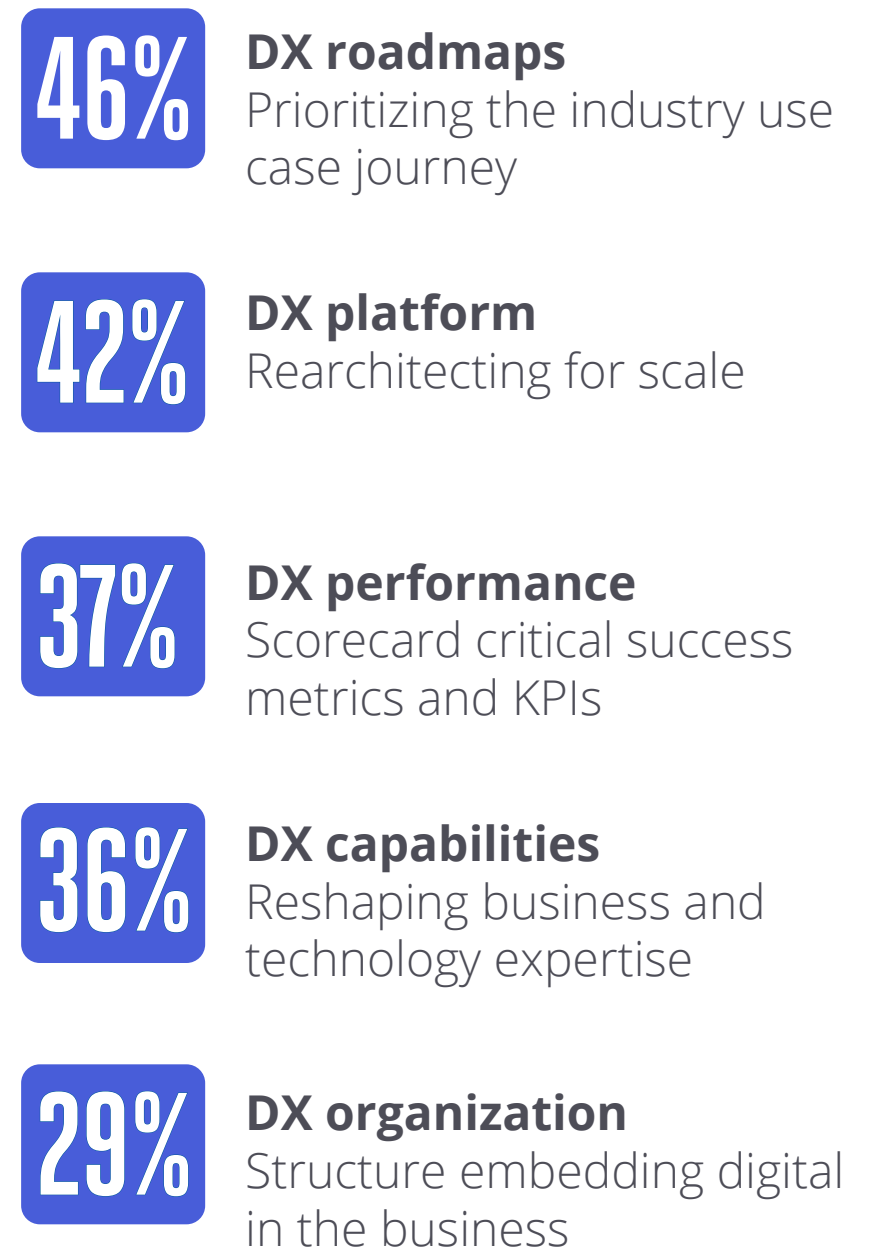 46%
DX roadmaps
Prioritizing the industry use
case journey
42%
DX platform
Rearchitecting for scale
37%
DX performance
Scorecard critical success
metrics and KPIs
36%
DX capabilities
Reshaping business and
technology expertise
29%
DX organization
Structure embedding digital
in the business